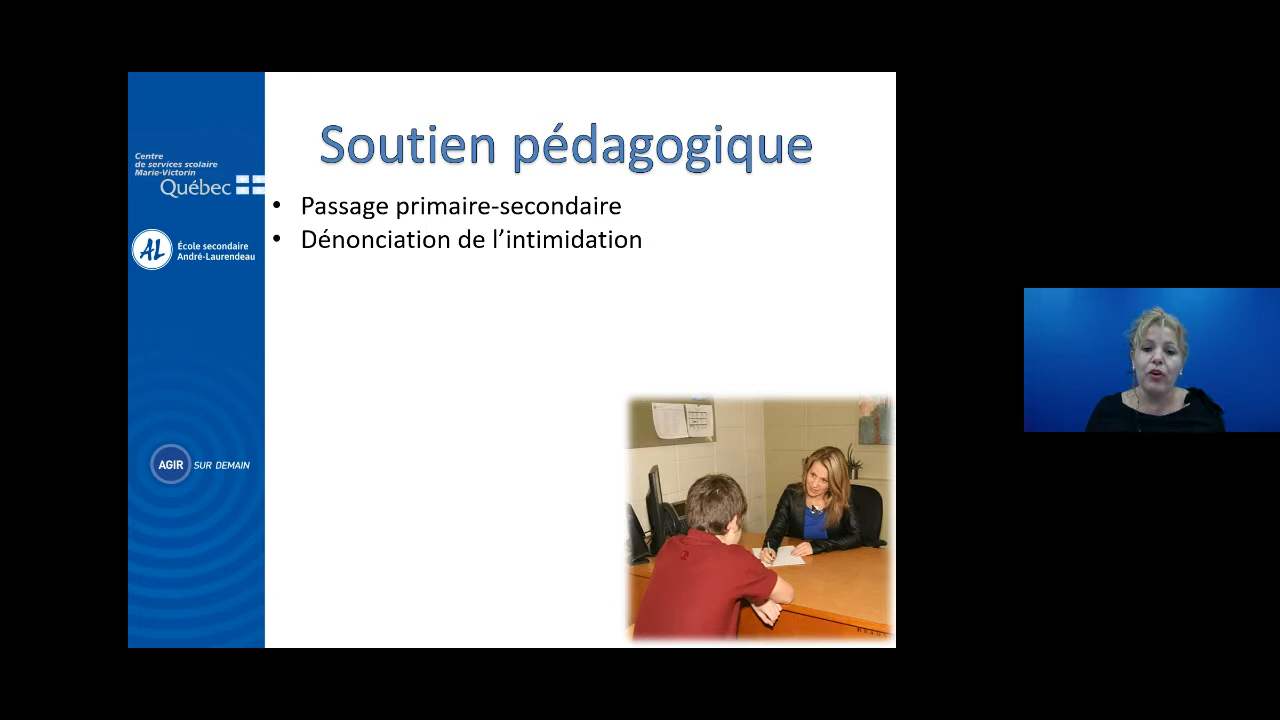 Soutien pédagogique
• Passage primaire-secondaire
• Dénonciation de l’intimidation
Centre
de services scolaire
Marie-Victorin
Québec
AL
École secondaire
André-Laurendeau
AGIR SUR DEMAIN